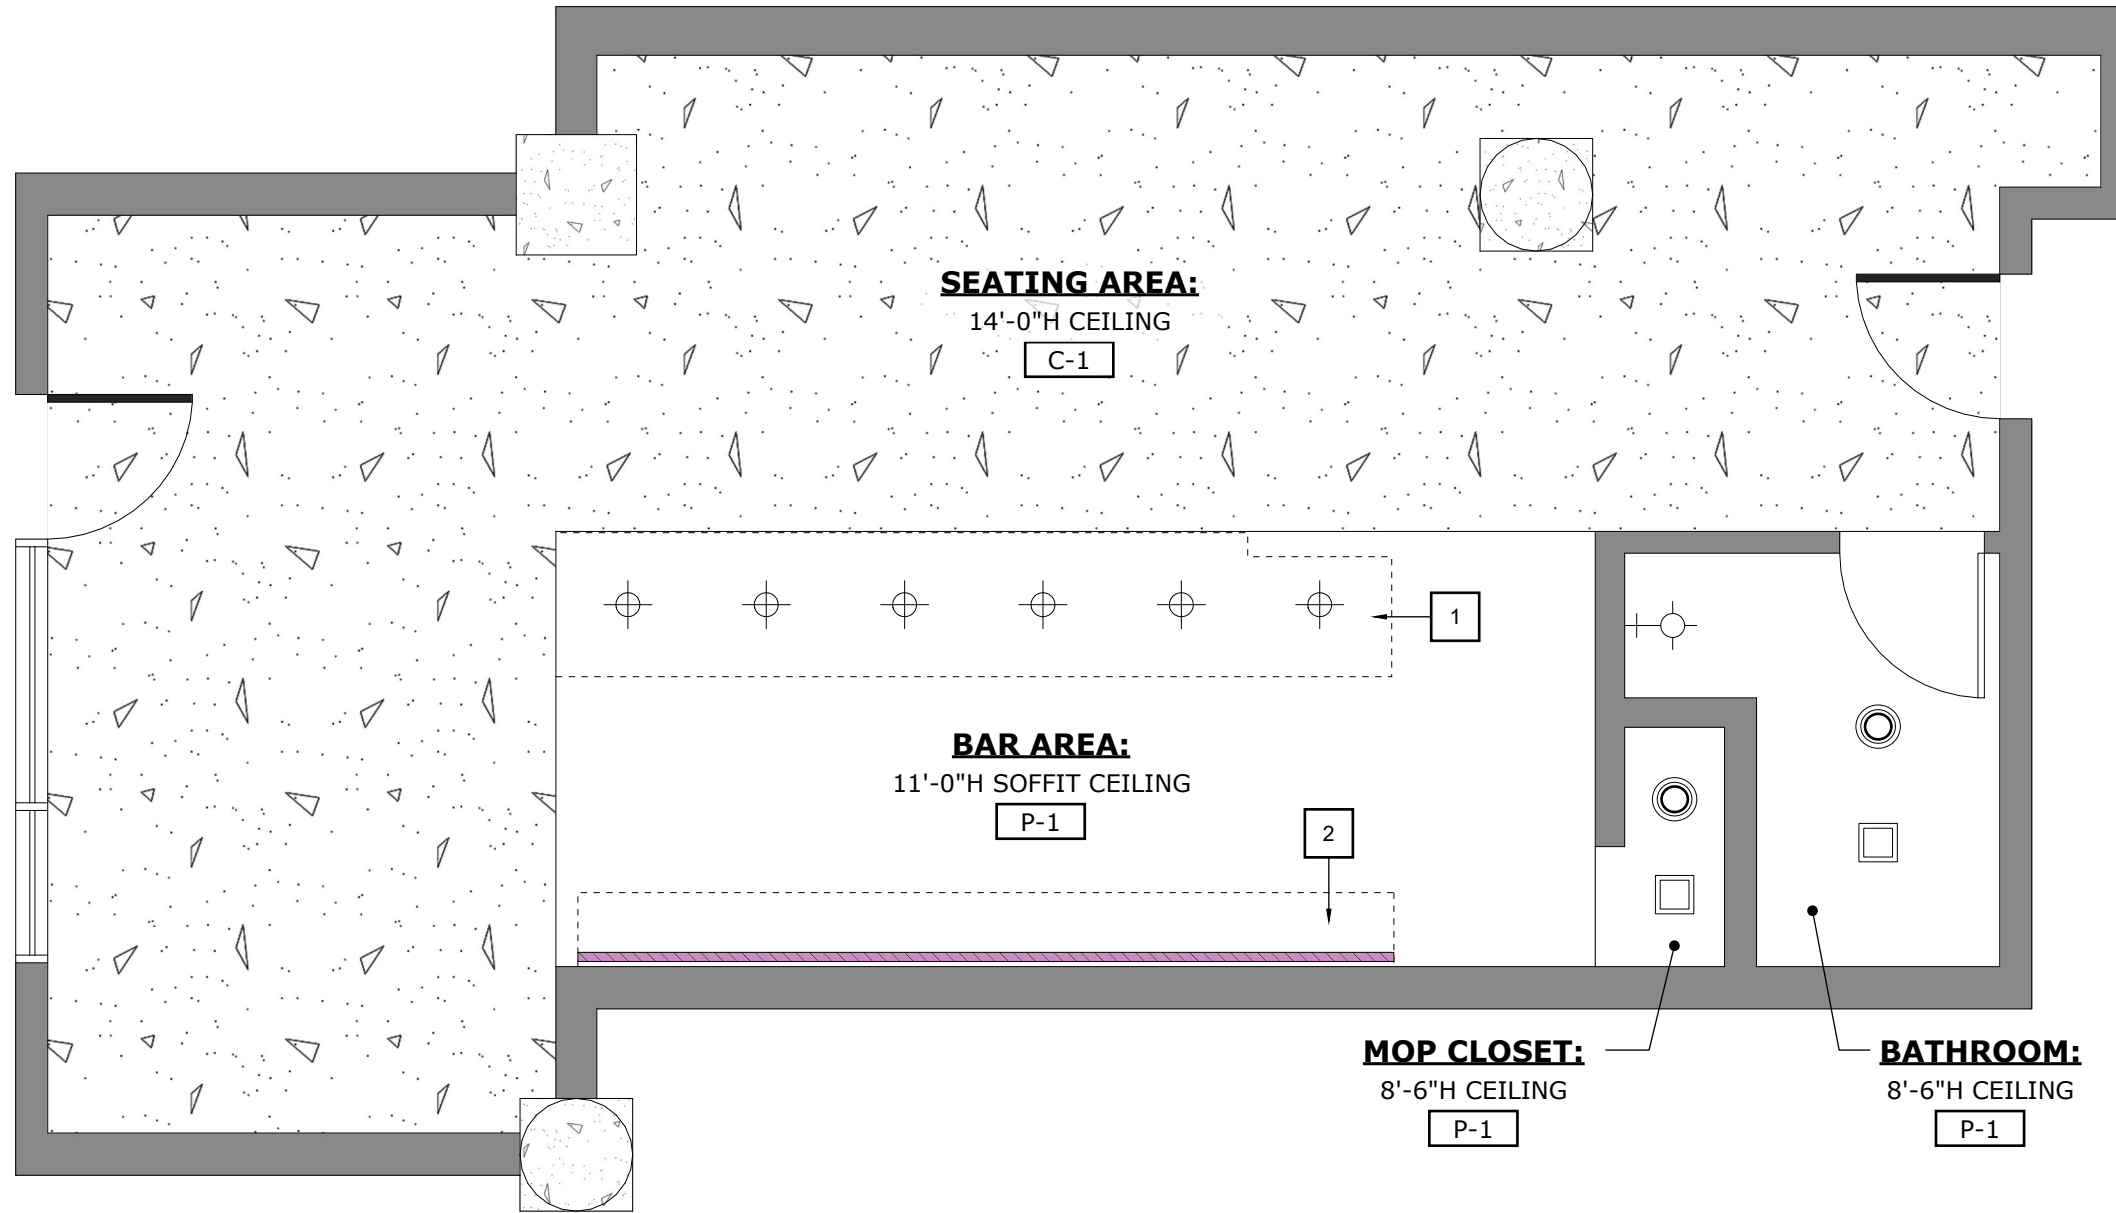 SEATING AREA:
14'-0"H CEILING
C-1
1
BAR AREA:
11'-0"H SOFFIT CEILING
P-1
2
MOP CLOSET:
8'-6"H CEILING
P-1
BATHROOM:
8'-6"H CEILING
P-1